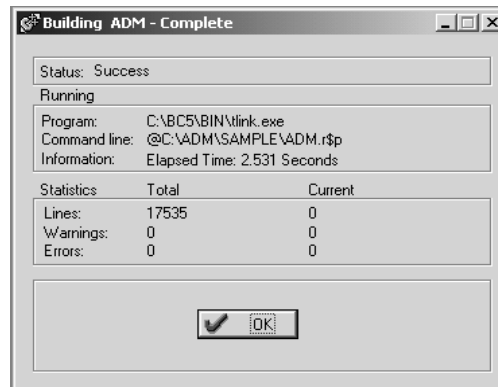 Building ADM - Complete
Status: Success
Running
Program: C:\BC5\BIN\tlink.exe
Command line: @C:\ADM\SAMPLE\ADM.r$p
Information: Elapsed Time: 2.531 Seconds
Statistics Total Current
Lines: 17535 0
Warnings: 0 0
Errors: 0 0
OK